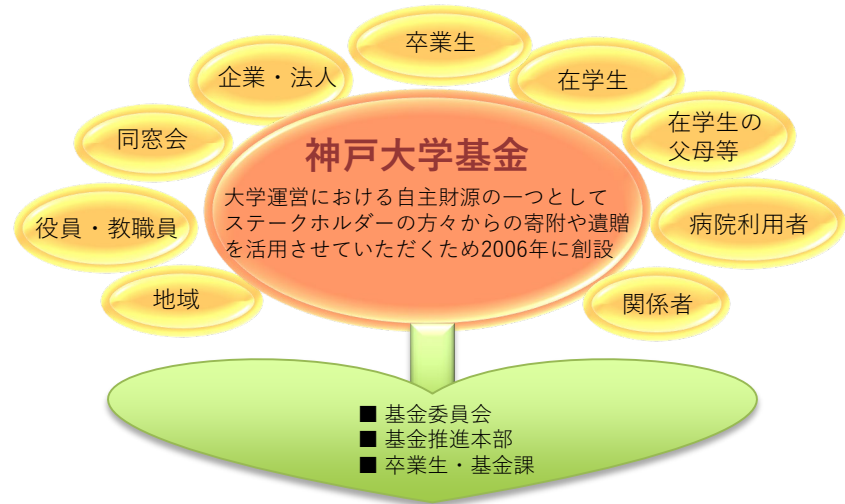 卒業生
企業・法人
在学生
同窓会
在学生の
父母等
役員・教職員
病院利用者
地域
関係者
神戸大学基金
大学運営における自主財源の一つとして
ステークホルダーの方々からの寄附や遺贈
を活用させていただくため2006年に創設
■ 基金委員会
■ 基金推進本部
■ 卒業生・基金課